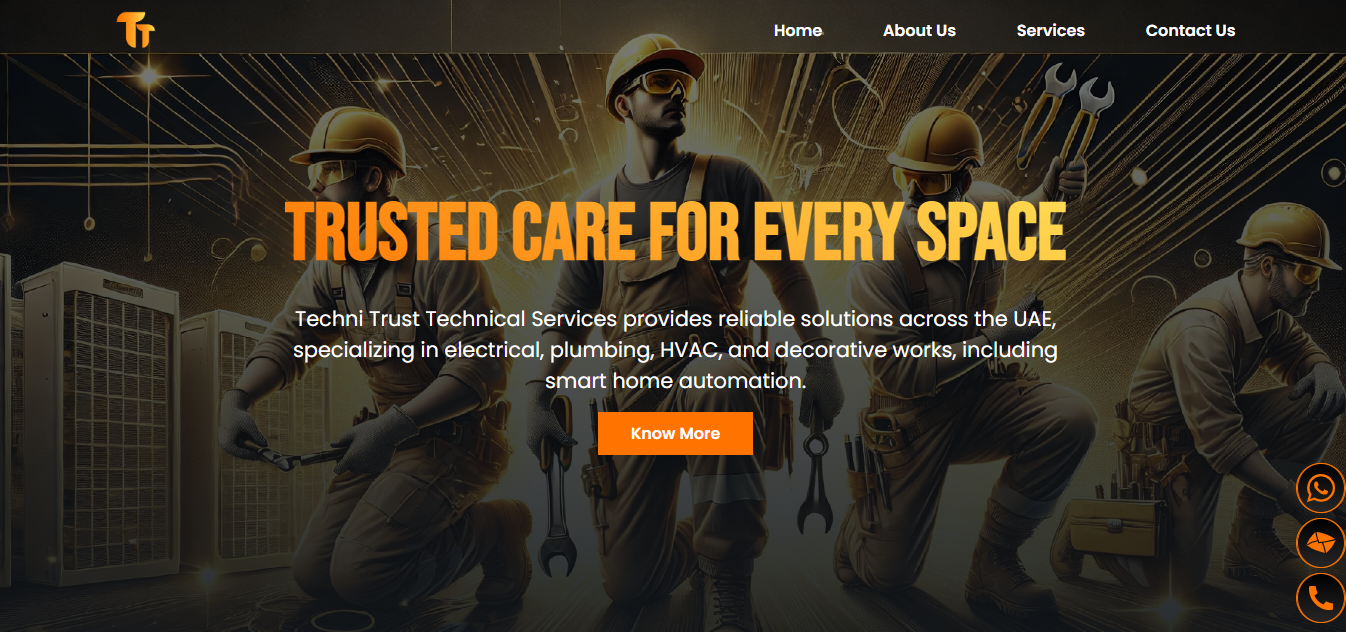 TT
Home
About Us
Services
Contact Us
TRUSTED CARE FOR EVERY SPACE
Techni Trust Technical Services provides reliable solutions across the UAE,
specializing in electrical, plumbing, HVAC, and decorative works, including
smart home automation.
Know More